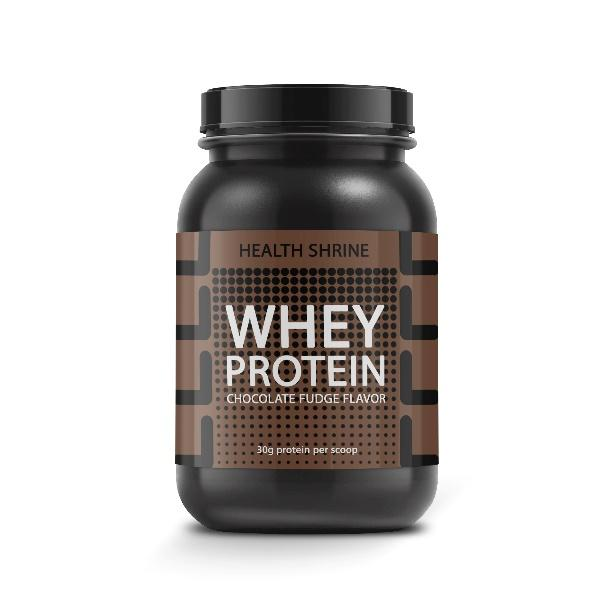 HEALTH SHRINE
WHEY
PROTEIN
CHOCOLATE FUDGE FLAVOR
30g protein per scoop